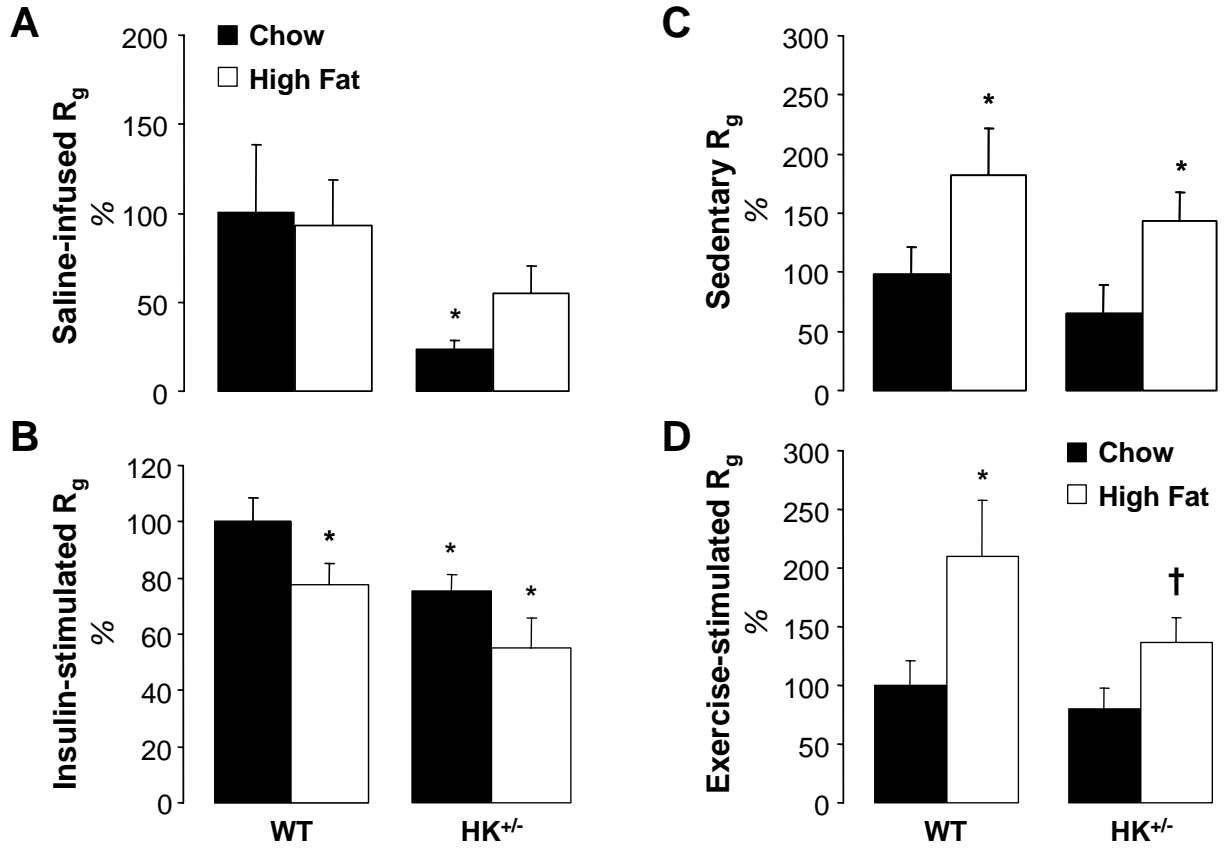 A
Saline-infused Rg
%
200
150
100
50
0
Chow
High Fat
*
B
Insulin-stimulated Rg
%
120
100
80
60
40
20
0
*
*
*
WT
HK+/-
C
Sedentary Rg
%
300
250
200
150
100
50
0
*
*
D
Exercise-stimulated Rg
%
300
250
200
150
100
50
0
Chow
High Fat
*
†
WT
HK+/-